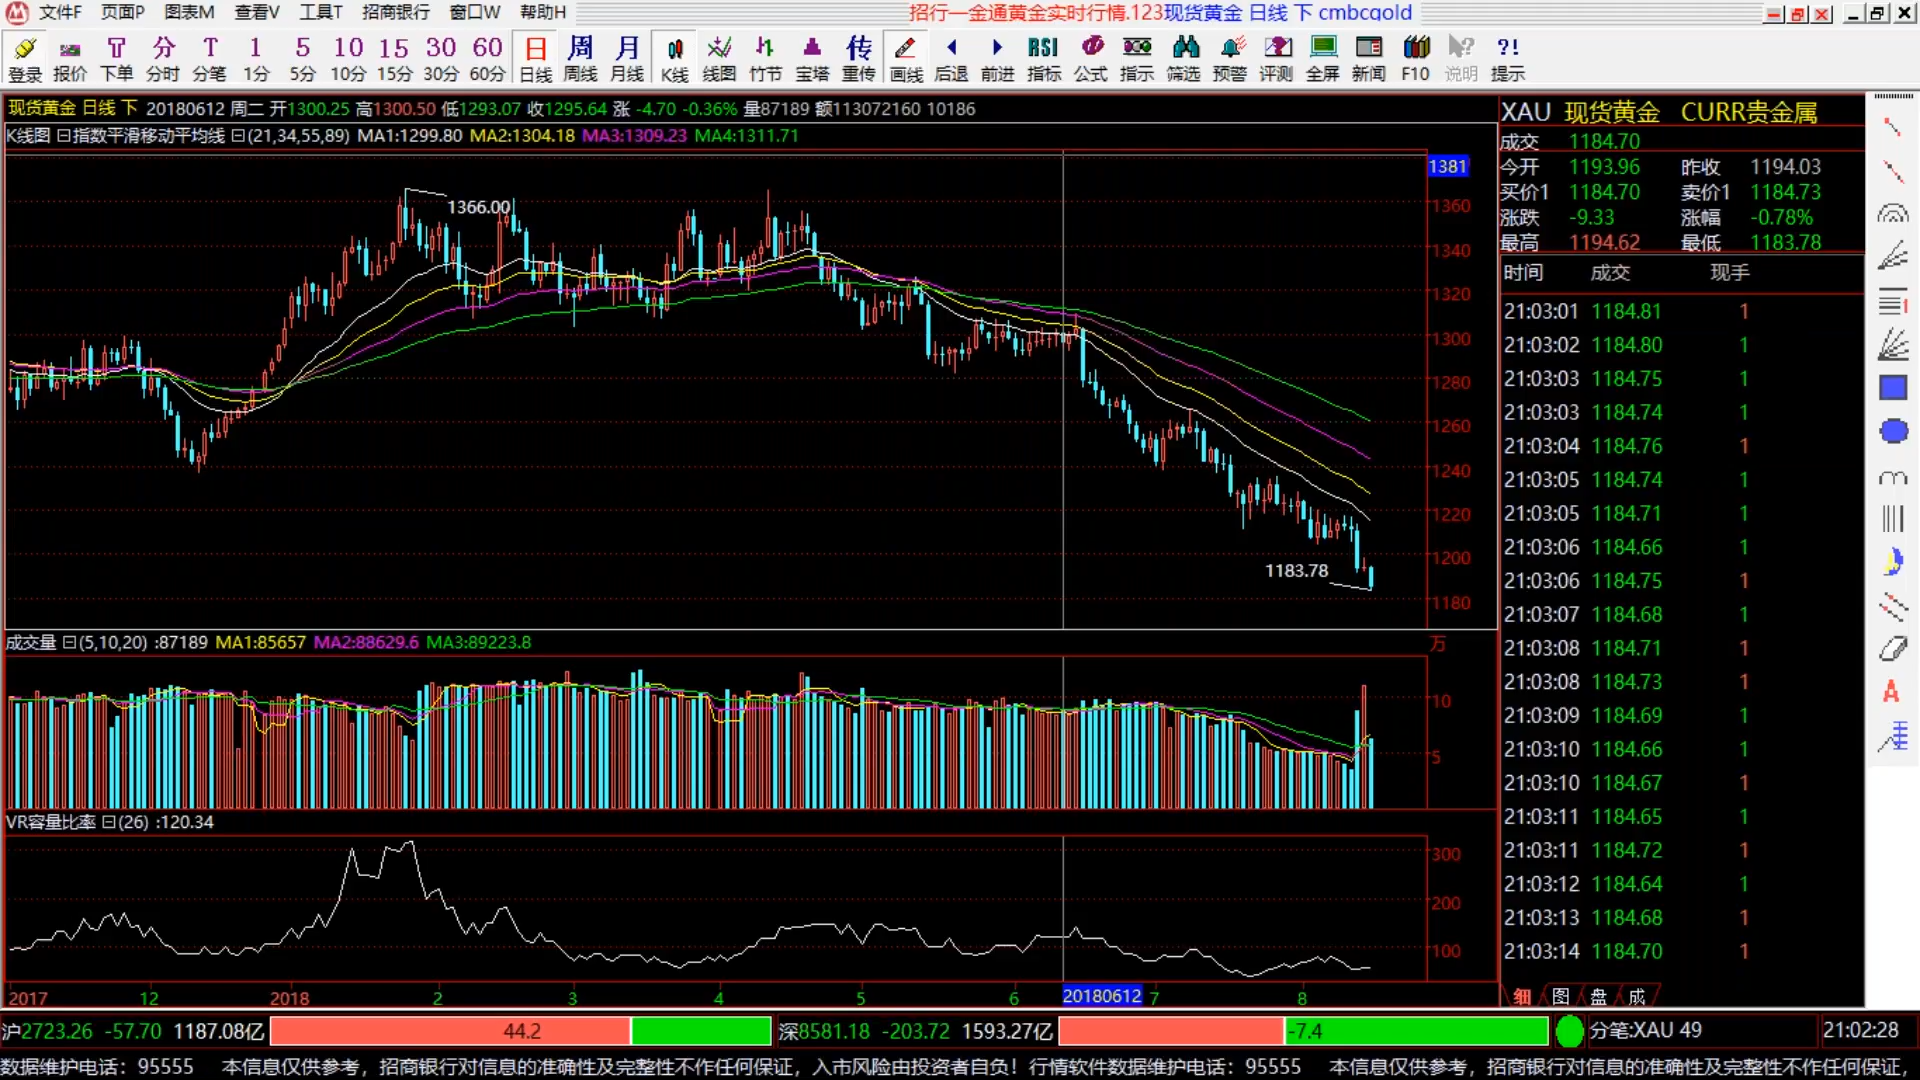 文件F 页面P 图表M 查看V 工具T 招商银行 窗口W 帮助H 招行—金通黄金实时行情.123现货黄金 日线 下 cmbcgold
T 分 T 1 5 10 15 30 60 日 周 月 传 RSI ?!
登录 报价 下单 分时 分笔 1分 5分 10分 15分 30分 60分 日线 周线 月线 K线 线图 竹节 宝塔 重传 画线 后退 前进 指标 公式 指示 筛选 预警 评测 全屏 新闻 F10 说明 提示
现货黄金 日线 下 20180612 周二 开1300.25 高1300.50 低1293.07 收1295.64 涨 -4.70 -0.36% 量87189 额113072160 10186
K线图 日指数平滑移动平均线 日(21,34,55,89) MA1:1299.80 MA2:1304.18 MA3:1309.23 MA4:1311.71
1381
1360
1340
1320
1300
1280
1260
1240
1220
1200
1180
1366.00
1183.78
成交量 日(5,10,20) :87189 MA1:85657 MA2:88629.6 MA3:89223.8
万
10
5
VR容量比率 日(26) :120.34
300
200
100
2017 12 2018 2 3 4 5 6 20180612 7 8
XAU 现货黄金 CURR贵金属
成交 1184.70
今开 1193.96 昨收 1194.03
买价1 1184.70 卖价1 1184.73
涨跌 -9.33 涨幅 -0.78%
最高 1194.62 最低 1183.78
时间 成交 现手
21:03:01 1184.81 1
21:03:02 1184.80 1
21:03:03 1184.75 1
21:03:03 1184.74 1
21:03:04 1184.76 1
21:03:05 1184.74 1
21:03:05 1184.71 1
21:03:06 1184.66 1
21:03:06 1184.75 1
21:03:07 1184.68 1
21:03:08 1184.71 1
21:03:08 1184.73 1
21:03:09 1184.69 1
21:03:10 1184.66 1
21:03:10 1184.67 1
21:03:11 1184.65 1
21:03:11 1184.72 1
21:03:12 1184.64 1
21:03:13 1184.68 1
21:03:14 1184.70 1
细 图 盘 成
A
沪2723.26 -57.70 1187.08亿 44.2 深8581.18 -203.72 1593.27亿 -7.4 分笔:XAU 49 21:02:28
数据维护电话：95555 本信息仅供参考，招商银行对信息的准确性及完整性不作任何保证，入市风险由投资者自负！行情软件数据维护电话：95555 本信息仅供参考，招商银行对信息的准确性及完整性不作任何保证，